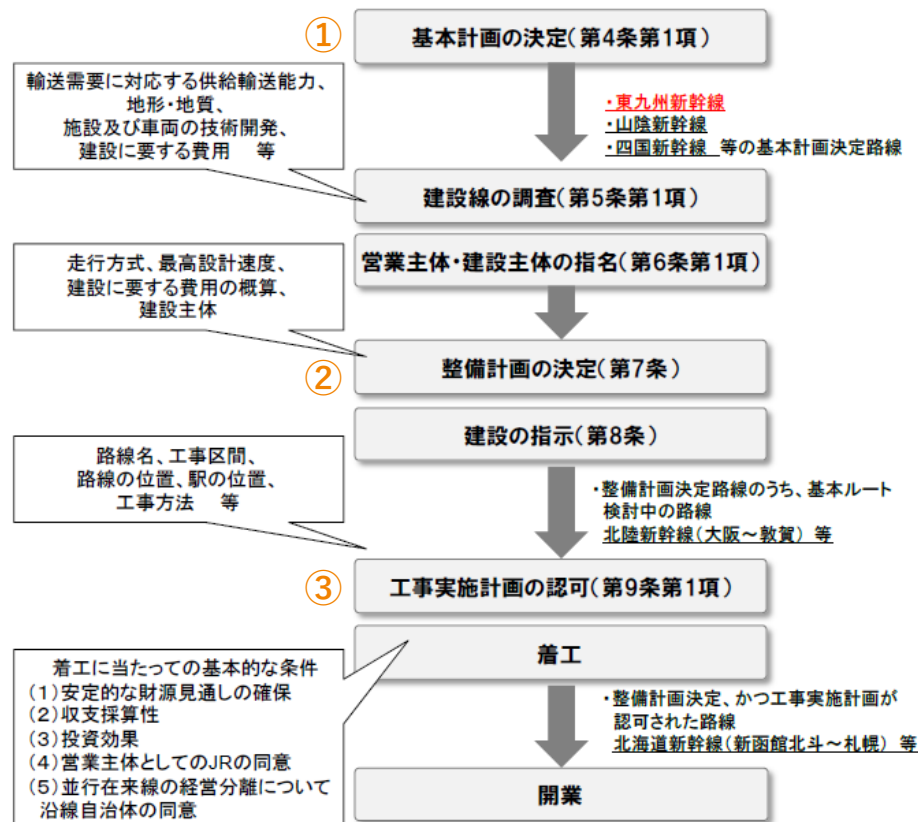 ①
基本計画の決定(第4条第1項)
輸送需要に対応する供給輸送能力、
地形・地質、
施設及び車両の技術開発、
建設に要する費用 等
・東九州新幹線
・山陰新幹線
・四国新幹線 等の基本計画決定路線
建設線の調査(第5条第1項)
営業主体・建設主体の指名(第6条第1項)
走行方式、最高設計速度、
建設に要する費用の概算、
建設主体
②
整備計画の決定(第7条)
建設の指示(第8条)
路線名、工事区間、
路線の位置、駅の位置、
工事方法 等
・整備計画決定路線のうち、基本ルート
検討中の路線
北陸新幹線(大阪~敦賀) 等
③
工事実施計画の認可(第9条第1項)
着工
着工に当たっての基本的な条件
(1)安定的な財源見通しの確保
(2)収支採算性
(3)投資効果
(4)営業主体としてのJRの同意
(5)並行在来線の経営分離について
沿線自治体の同意
・整備計画決定、かつ工事実施計画が
認可された路線
北海道新幹線(新函館北斗~札幌) 等
開業